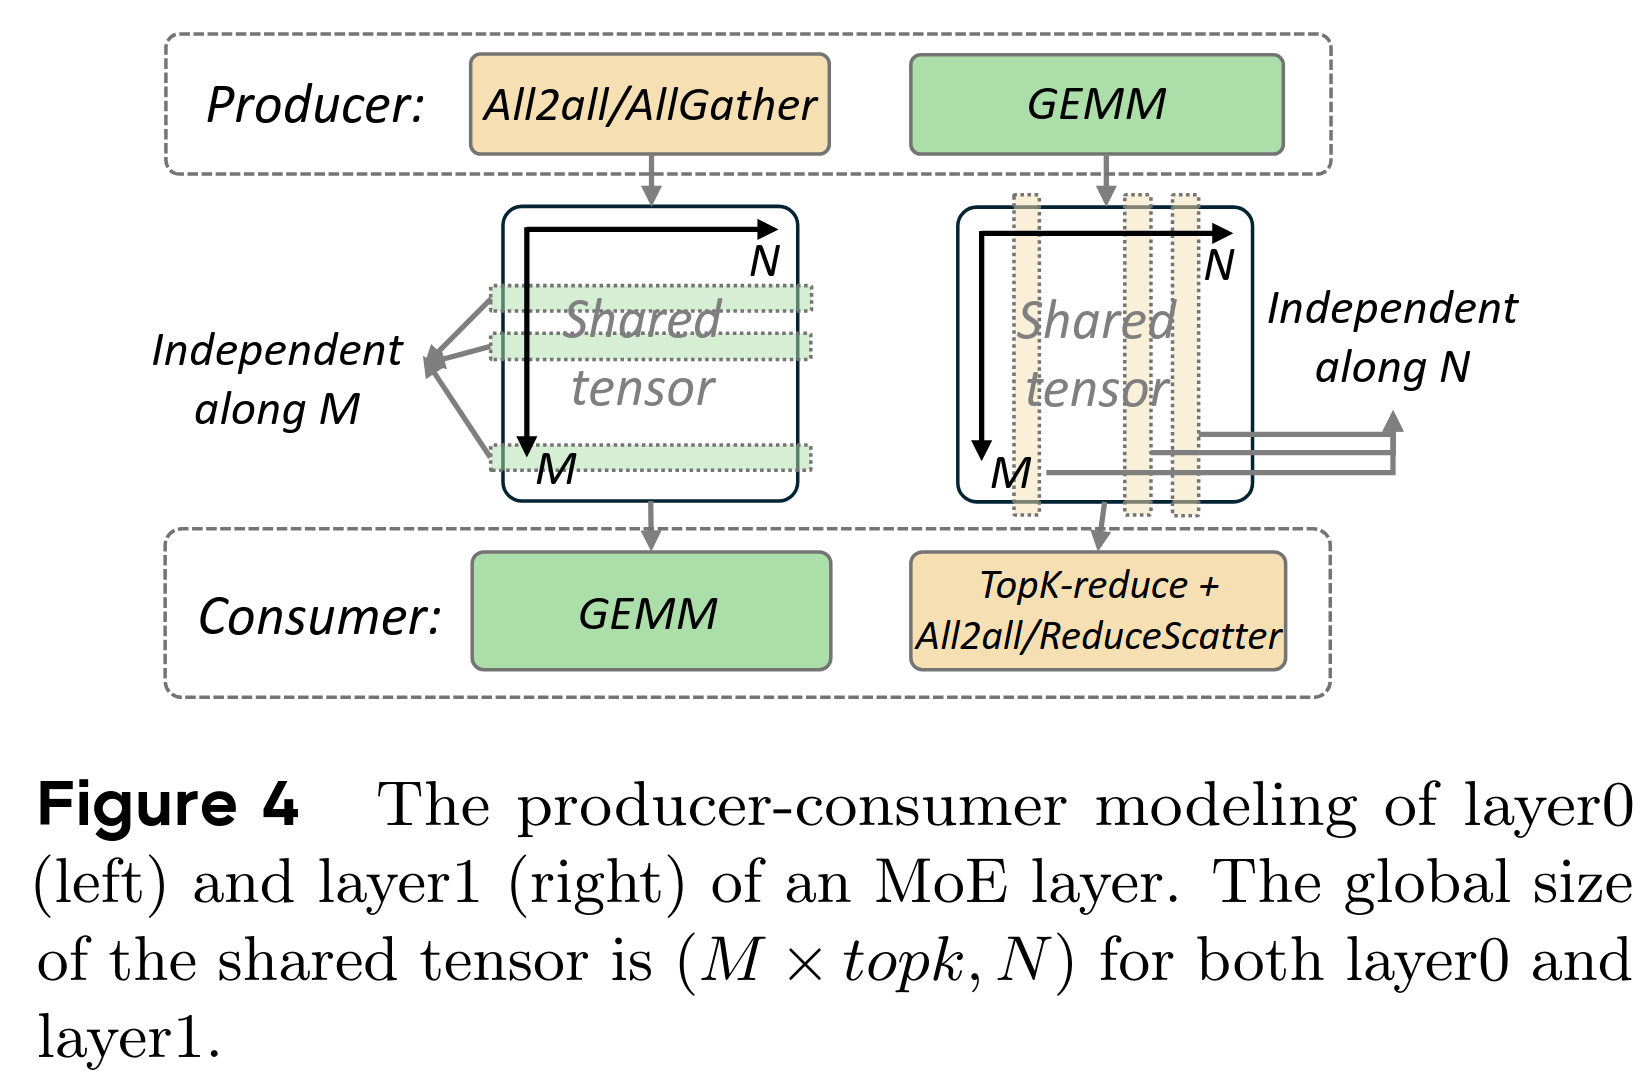 Producer:
All2all/AllGather
GEMM
N
Shared
tensor
M
Independent
along M
N
Shared
tensor
M
Independent
along N
Consumer:
GEMM
TopK-reduce +
All2all/ReduceScatter
Figure 4 The producer-consumer modeling of layer0
(left) and layer1 (right) of an MoE layer. The global size
of the shared tensor is (M × topk, N) for both layer0 and
layer1.